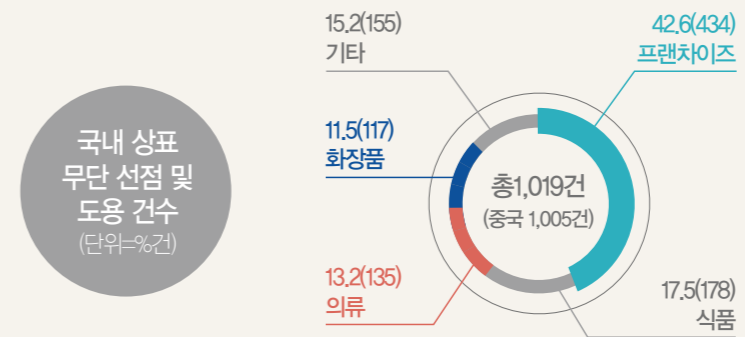 국내 상표
무단 선점 및
도용 건수
(단위=%건)
15.2(155)
기타
42.6(434)
프랜차이즈
11.5(117)
화장품
총1,019건
(중국 1,005건)
13.2(135)
의류
17.5(178)
식품